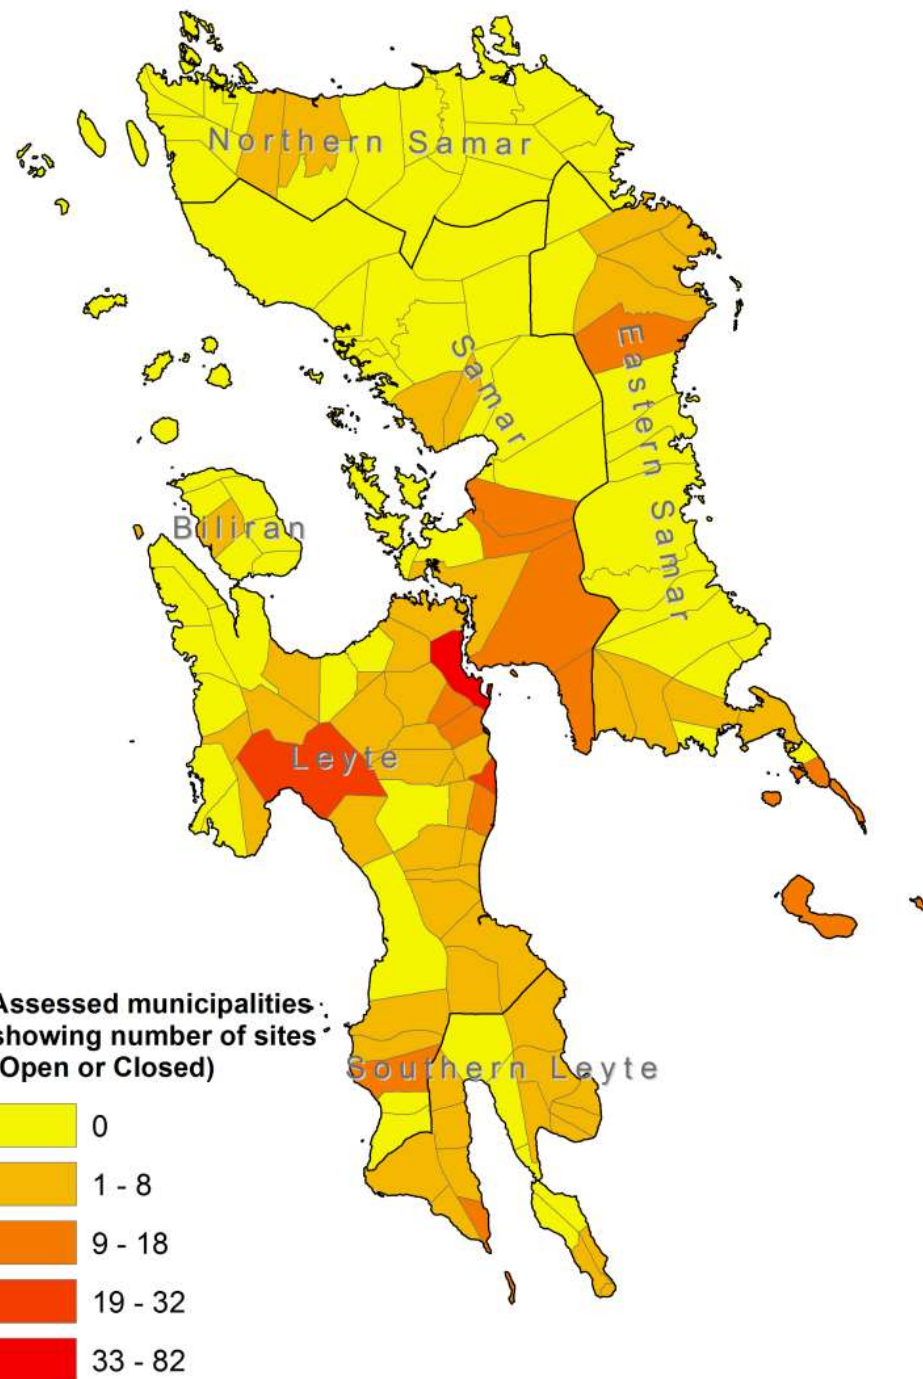 Northern Samar
Samar
Eastern Samar
Biliran
Leyte
Assessed municipalities
showing number of sites
(Open or Closed)
Southern Leyte
0
1 - 8
9 - 18
19 - 32
33 - 82